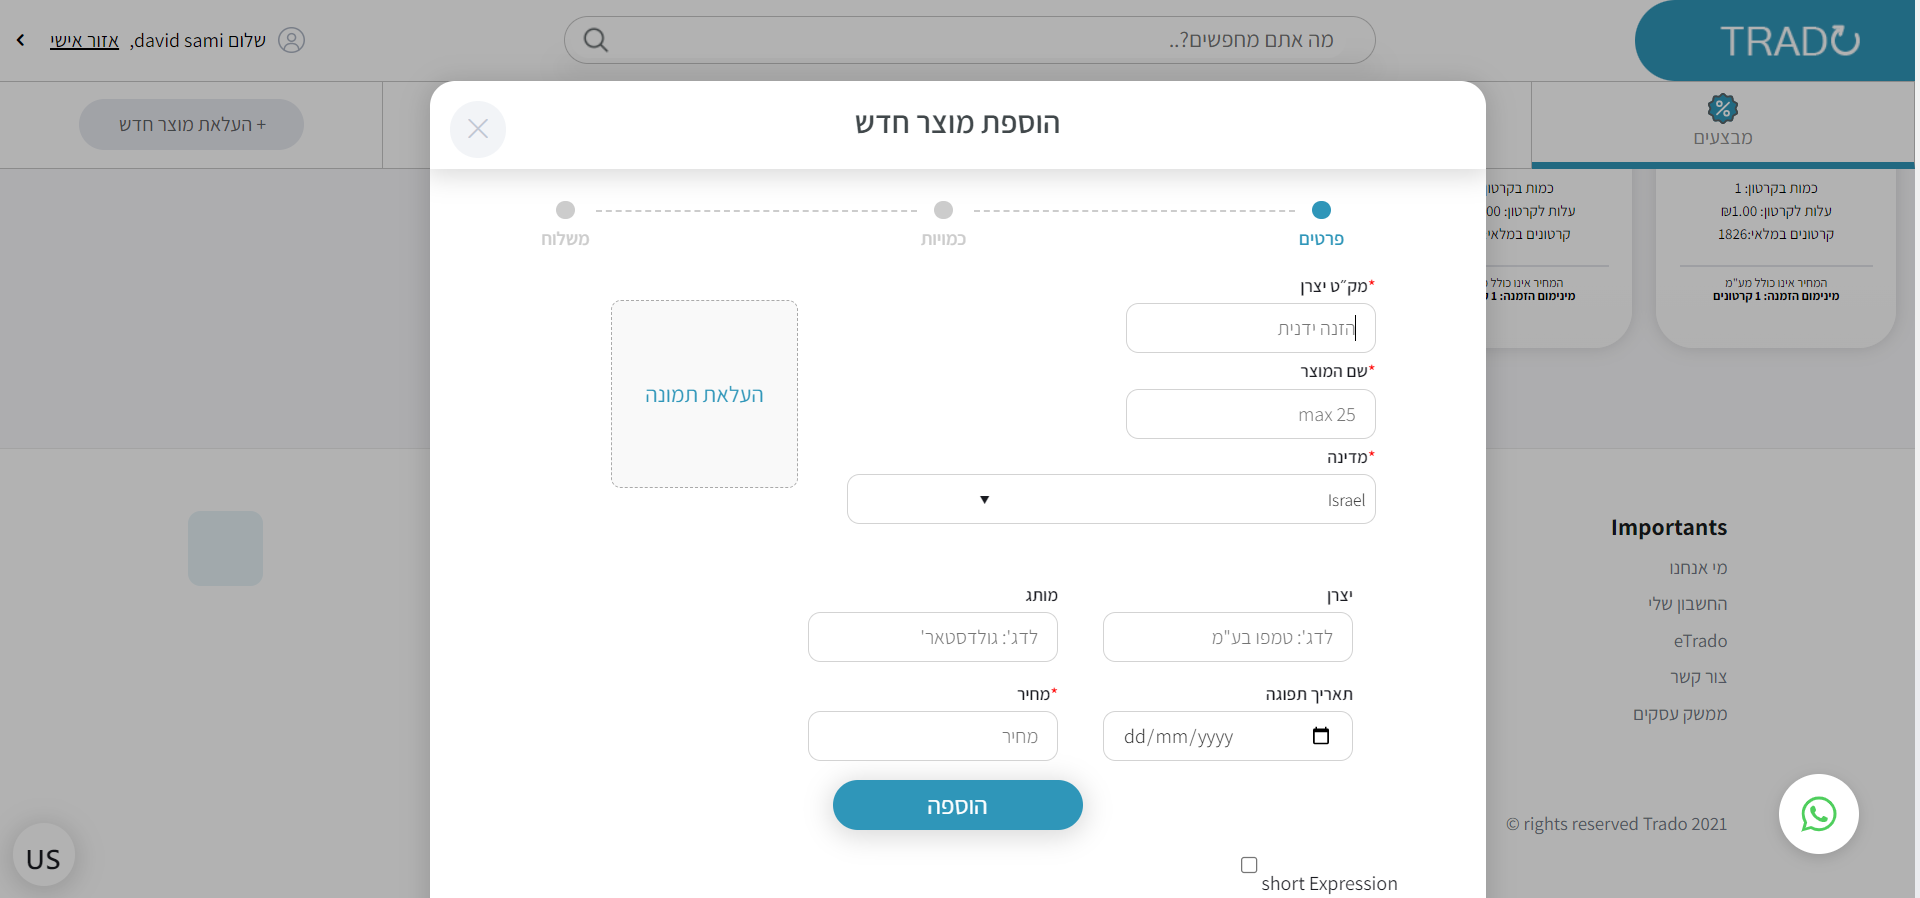 TRADO
מה אתם מחפשים?..
שלום david sami, אזור אישי
מבצעים
+ העלאת מוצר חדש
הוספת מוצר חדש
פרטים
כמויות
משלוח
*מק״ט יצרן
הזנה ידנית
*שם המוצר
max 25
*מדינה
Israel
העלאת תמונה
יצרן
לדג': טמפו בע"מ
מותג
לדג': גולדסטאר'
תאריך תפוגה
dd/mm/yyyy
*מחיר
מחיר
הוספה
short Expression
כמות בקרטון: 1
עלות לקרטון: 1.00₪
קרטונים במלאי:1826
המחיר אינו כולל מע"מ
מינימום הזמנה: 1 קרטונים
כמות בקרטון
עלות לקרטון: 00
קרטונים במלאי
המחיר אינו כולל
מינימום הזמנה: 1
Importants
מי אנחנו
החשבון שלי
eTrado
צור קשר
ממשק עסקים
© rights reserved Trado 2021
US